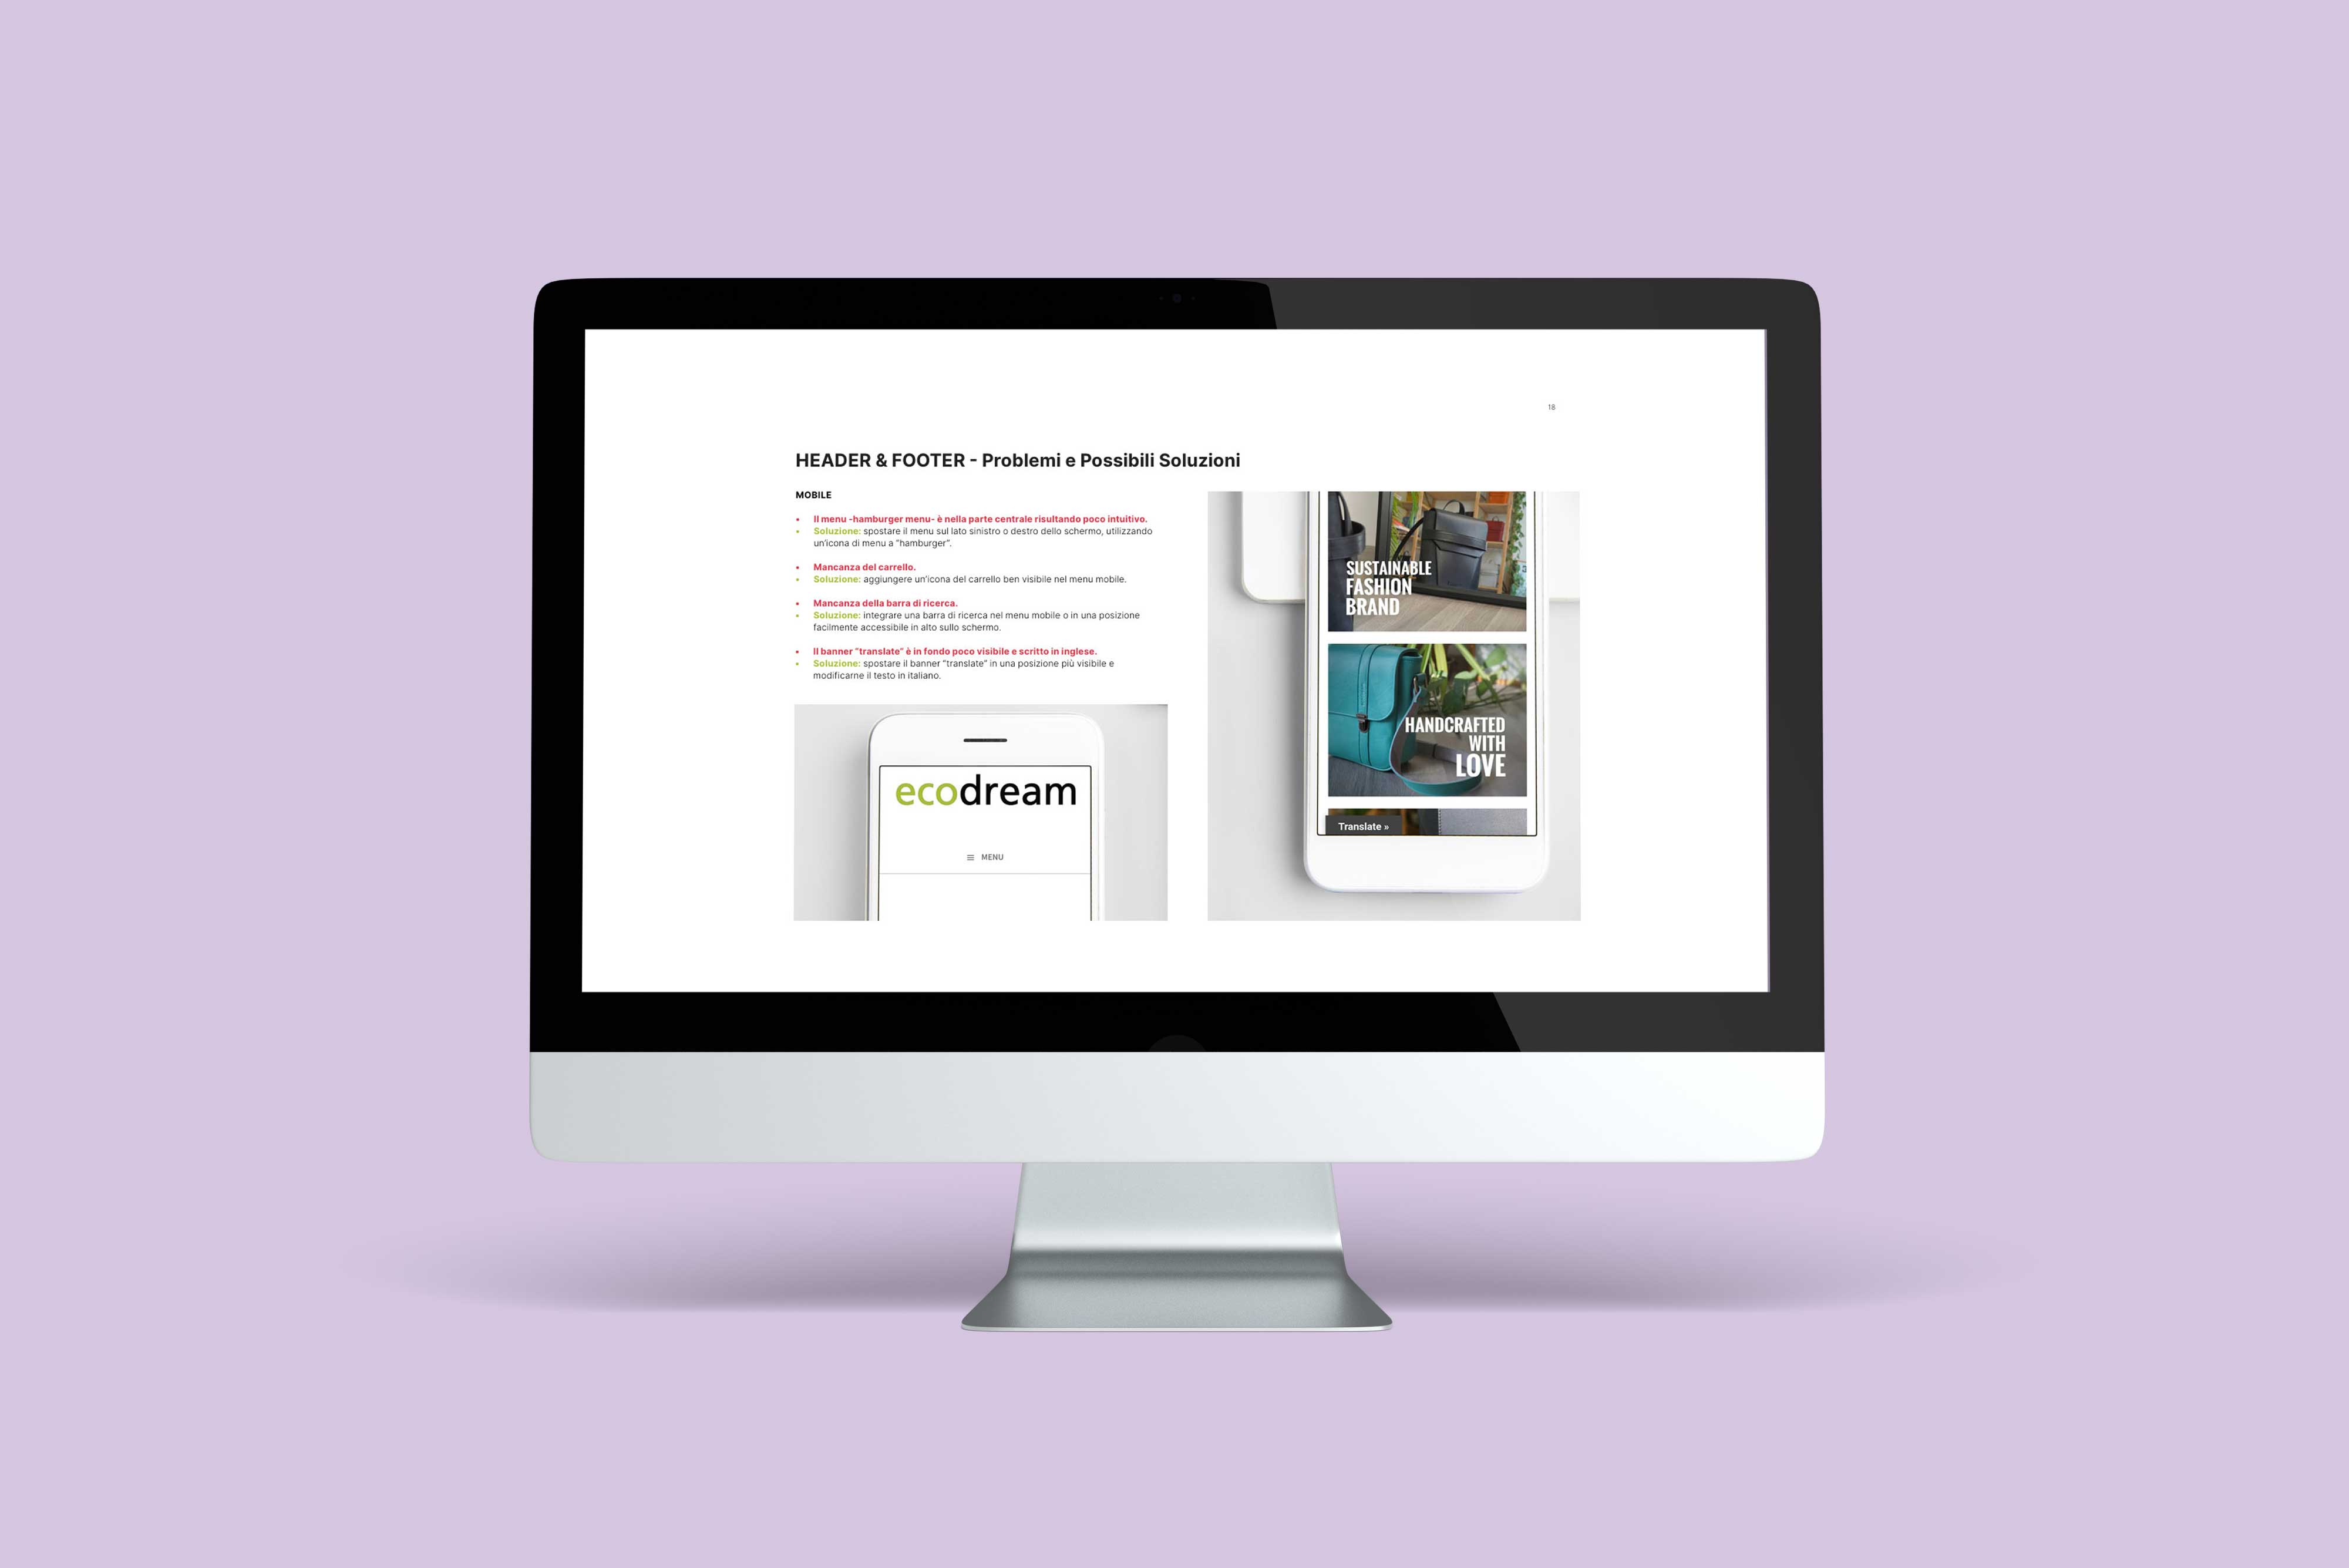 18
HEADER & FOOTER - Problemi e Possibili Soluzioni
MOBILE
• Il menu -hamburger menu- è nella parte centrale risultando poco intuitivo.
• Soluzione: spostare il menu sul lato sinistro o destro dello schermo, utilizzando
un'icona di menu a "hamburger".
• Mancanza del carrello.
• Soluzione: aggiungere un'icona del carrello ben visibile nel menu mobile.
• Mancanza della barra di ricerca.
• Soluzione: integrare una barra di ricerca nel menu mobile o in una posizione
facilmente accessibile in alto sullo schermo.
• Il banner "translate" è in fondo poco visibile e scritto in inglese.
• Soluzione: spostare il banner "translate" in una posizione più visibile e
modificarne il testo in italiano.
ecodream
MENU
SUSTAINABLE
FASHION
BRAND
HANDCRAFTED
WITH
LOVE
Translate »